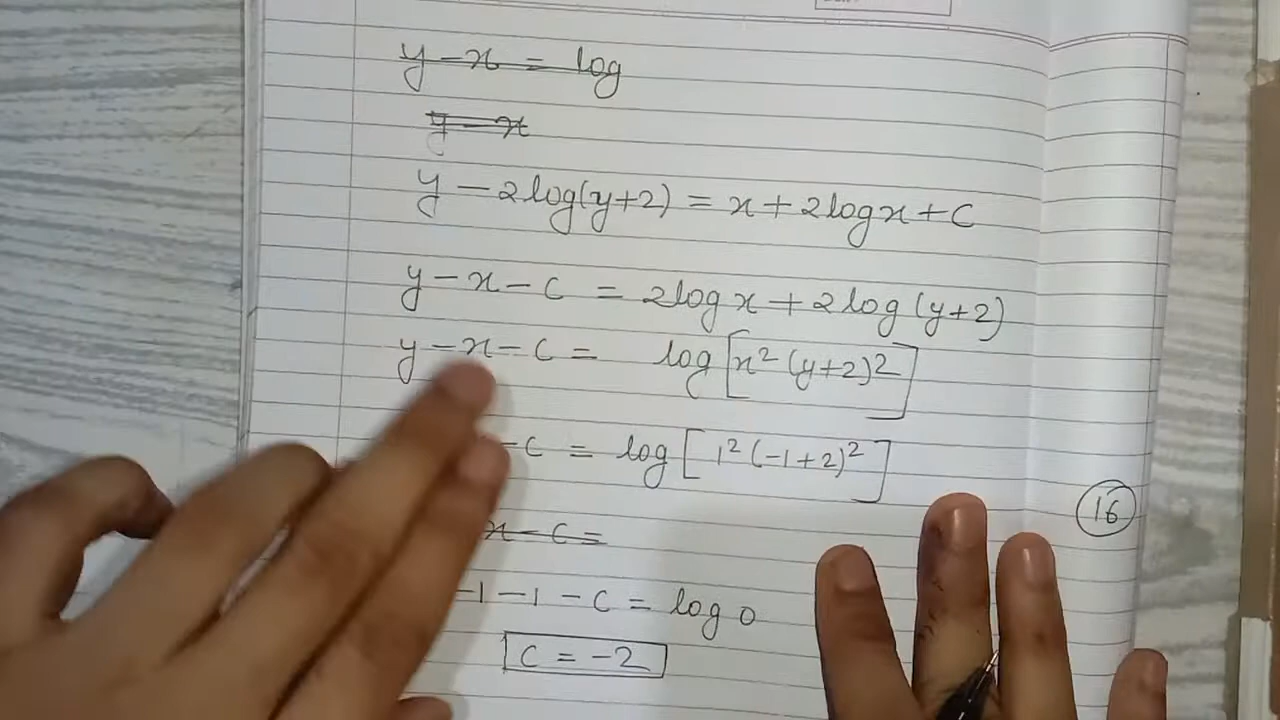 y - x = log
y - x
y - 2log(y+2) = x + 2logx + C
y - x - C = 2logx + 2log(y+2)
y - x - C = log[x² (y+2)²]
- C = log[1² (-1+2)²]
x - C =
-1 - 1 - C = log 0
C = -2
16